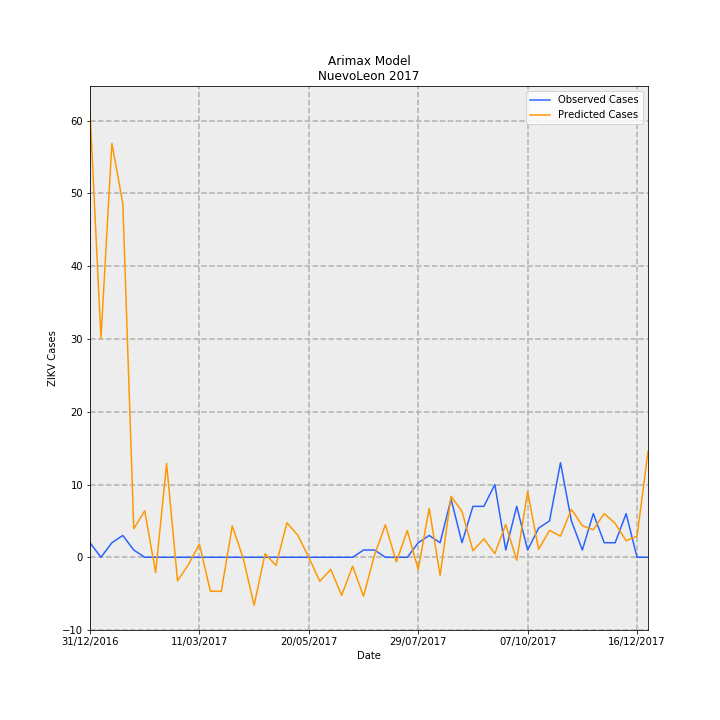 Arimax Model
NuevoLeon 2017
Observed Cases
Predicted Cases
ZIKV Cases
60
50
40
30
20
10
0
−10
31/12/2016
11/03/2017
20/05/2017
29/07/2017
07/10/2017
16/12/2017
Date